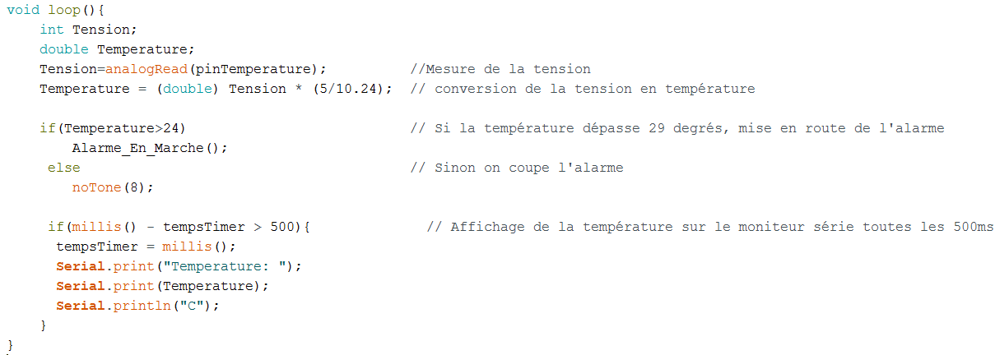 void loop(){
int Tension;
double Temperature;
Tension=analogRead(pinTemperature); //Mesure de la tension
Temperature = (double) Tension * (5/10.24); // conversion de la tension en température
if(Temperature>24) // Si la température dépasse 29 degrés, mise en route de l'alarme
Alarme_En_Marche();
else // Sinon on coupe l'alarme
noTone(8);
if(millis() - tempsTimer > 500){ // Affichage de la température sur le moniteur série toutes les 500ms
tempsTimer = millis();
Serial.print("Temperature: ");
Serial.print(Temperature);
Serial.println("C");
}
}